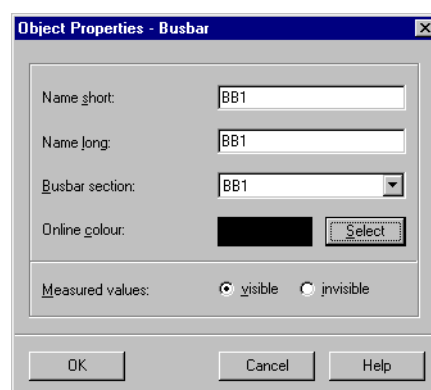 Object Properties - Busbar
Name short: BB1
Name long: BB1
Busbar section: BB1
Online colour: Select
Measured values: visible invisible
OK Cancel Help